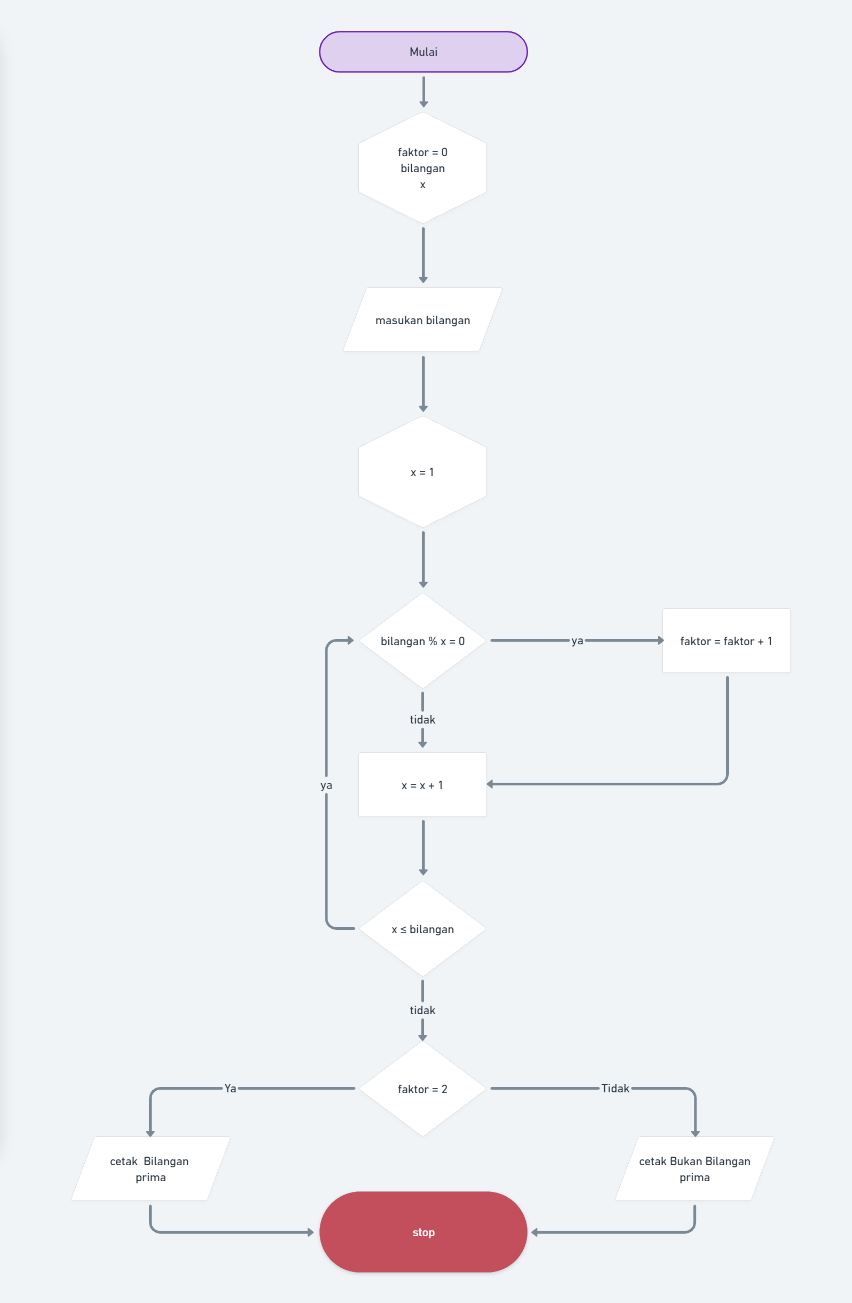 Mulai
faktor = 0
bilangan
x
masukan bilangan
x = 1
bilangan % x = 0
ya
faktor = faktor + 1
tidak
x = x + 1
ya
x ≤ bilangan
tidak
faktor = 2
Ya
Tidak
cetak Bilangan
prima
cetak Bukan Bilangan
prima
stop